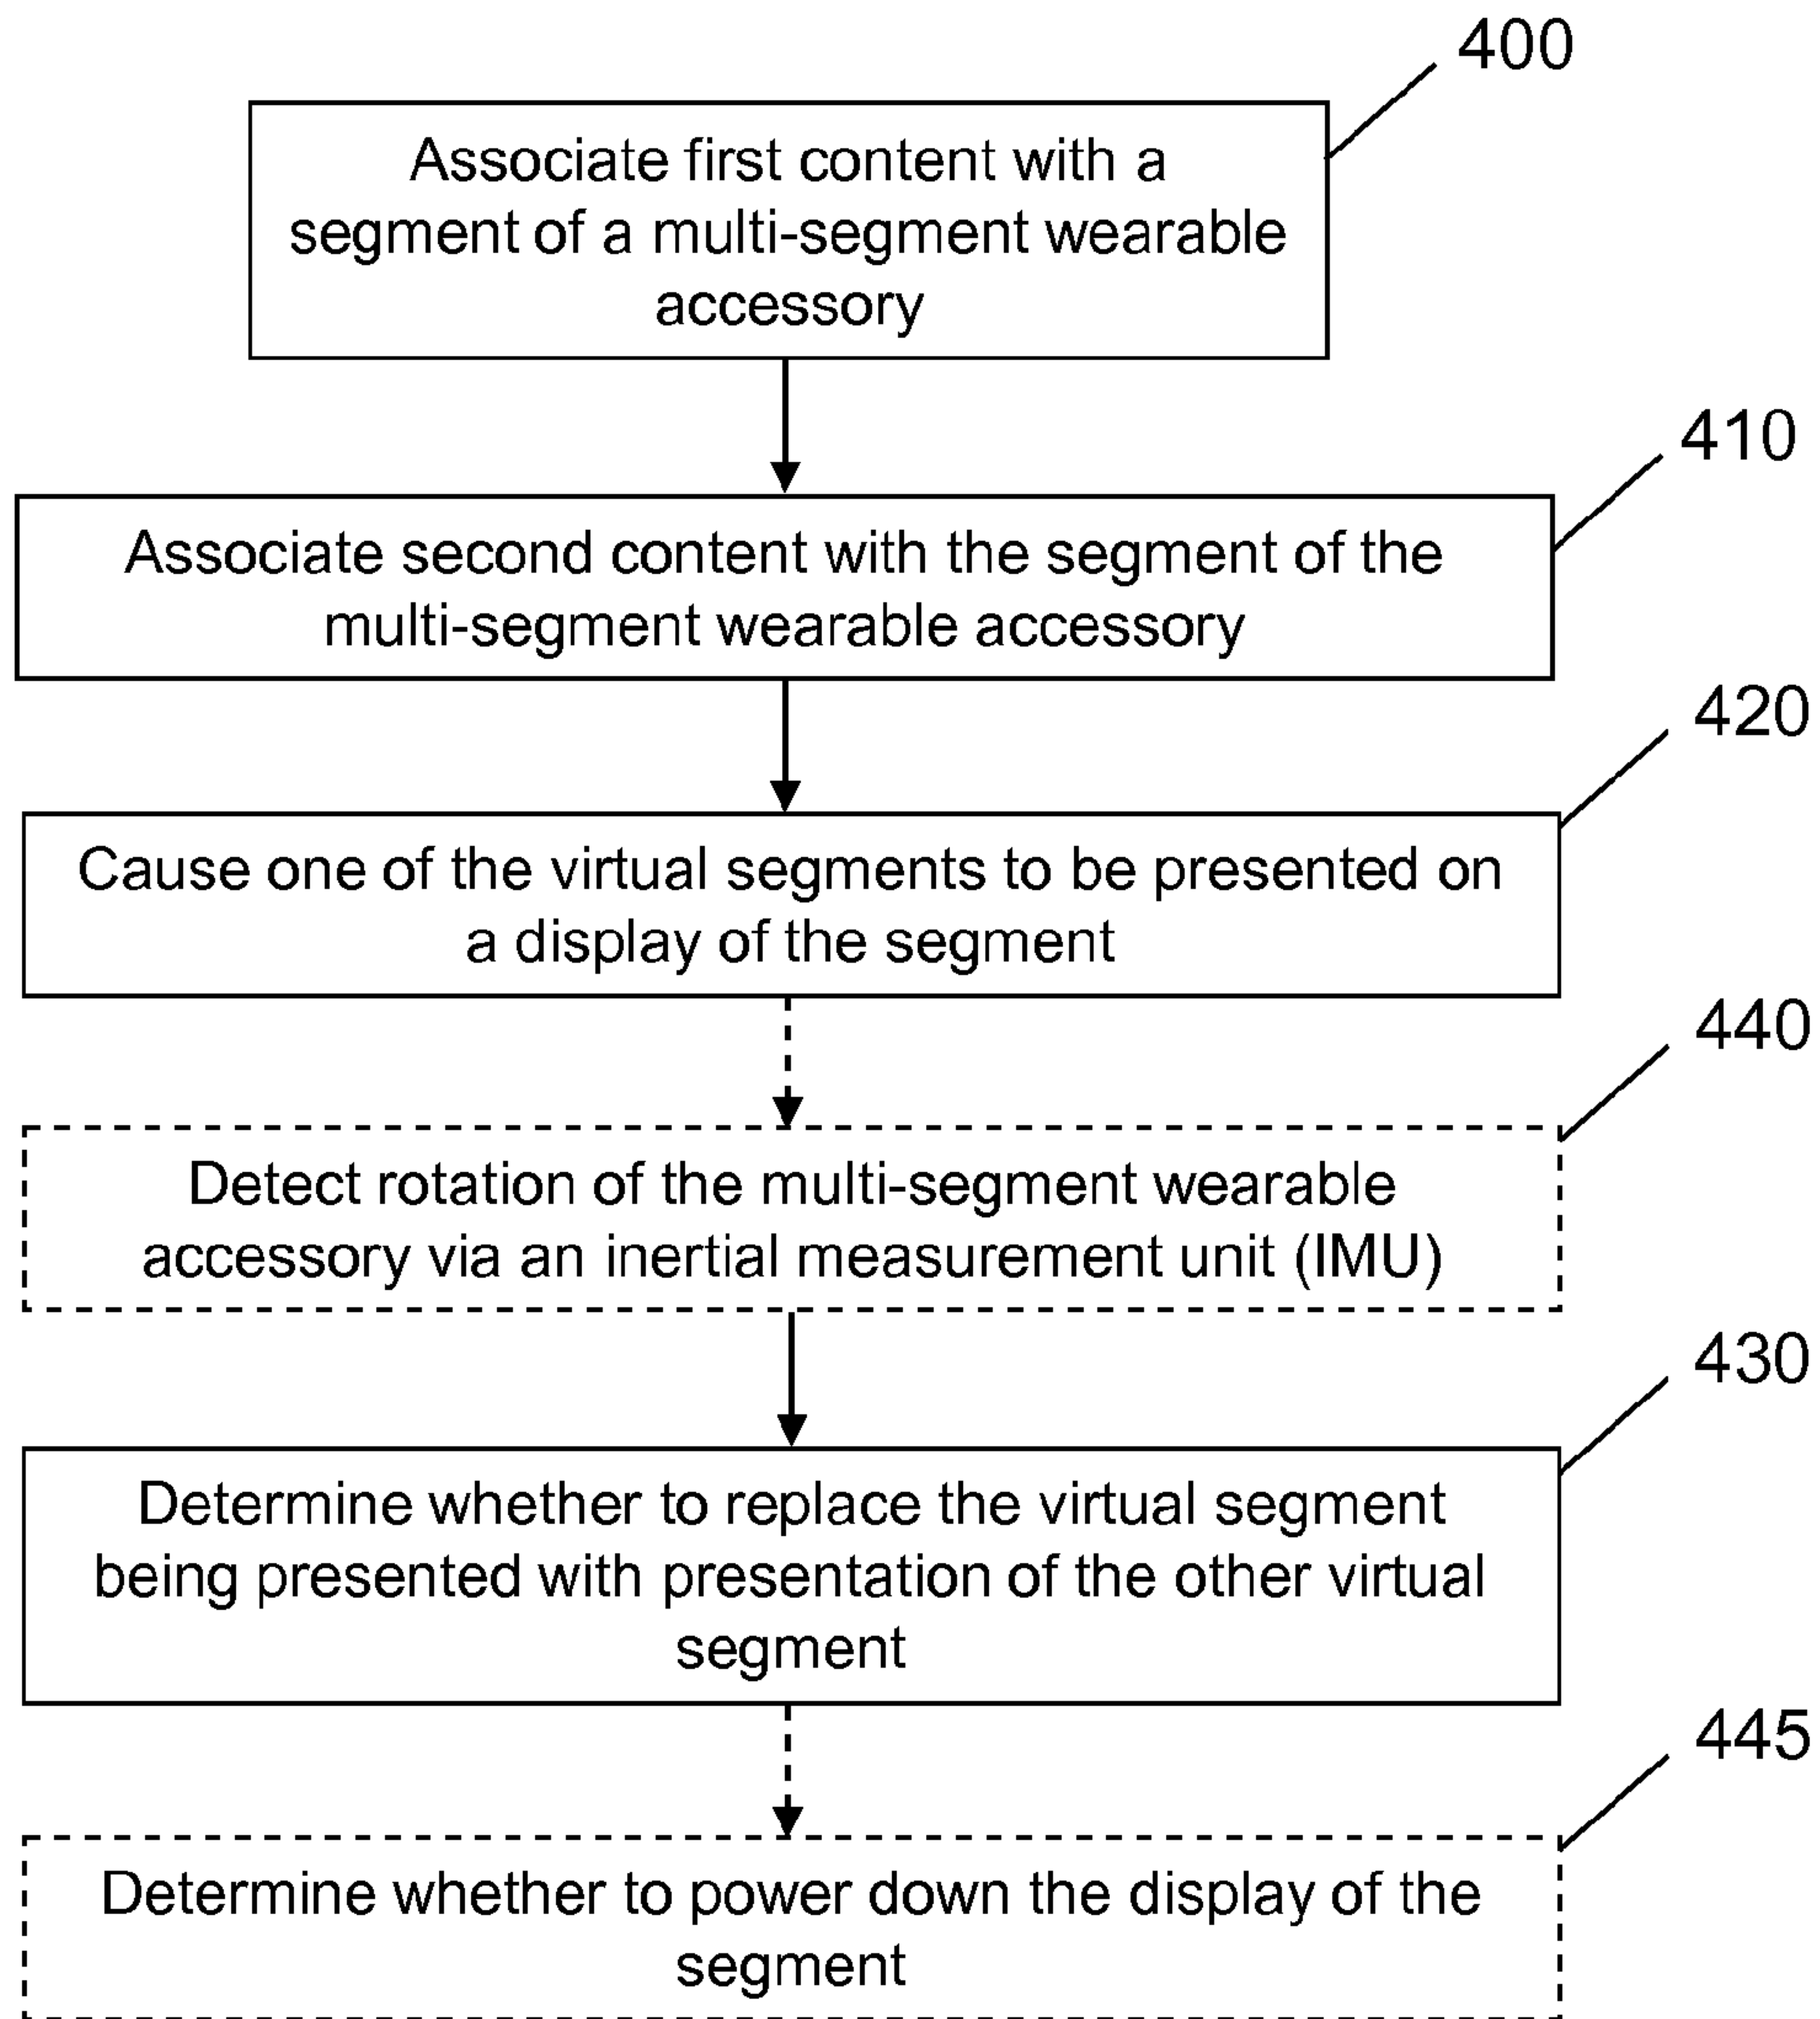 400
Associate first content with a
segment of a multi-segment wearable
accessory
410
Associate second content with the segment of the
multi-segment wearable accessory
420
Cause one of the virtual segments to be presented on
a display of the segment
440
Detect rotation of the multi-segment wearable
accessory via an inertial measurement unit (IMU)
430
Determine whether to replace the virtual segment
being presented with presentation of the other virtual
segment
445
Determine whether to power down the display of the
segment